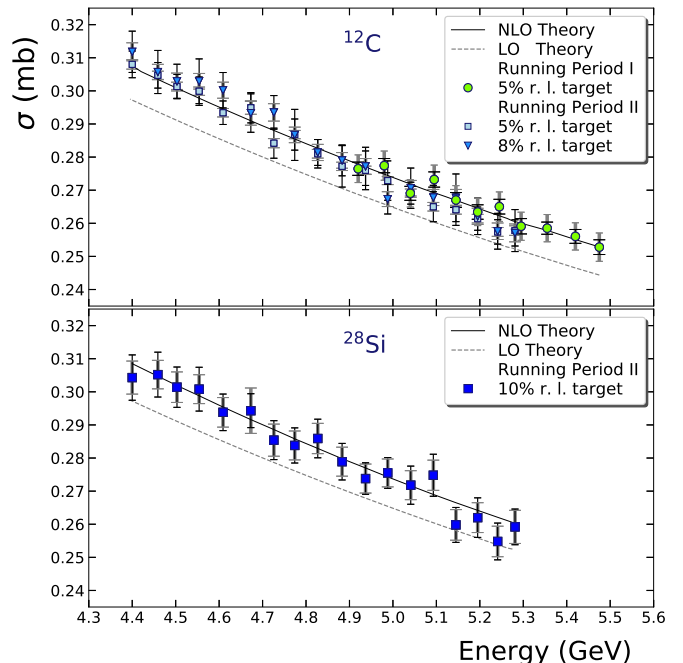 0.32
0.31
0.30
0.29
0.28
0.27
0.26
0.25
0.24
σ (mb)
¹²C
NLO Theory
LO Theory
Running Period I
5% r. l. target
Running Period II
5% r. l. target
8% r. l. target
0.32
0.31
0.30
0.29
0.28
0.27
0.26
0.25
0.24
²⁸Si
NLO Theory
LO Theory
Running Period II
10% r. l. target
4.3 4.4 4.5 4.6 4.7 4.8 4.9 5.0 5.1 5.2 5.3 5.4 5.5 5.6
Energy (GeV)